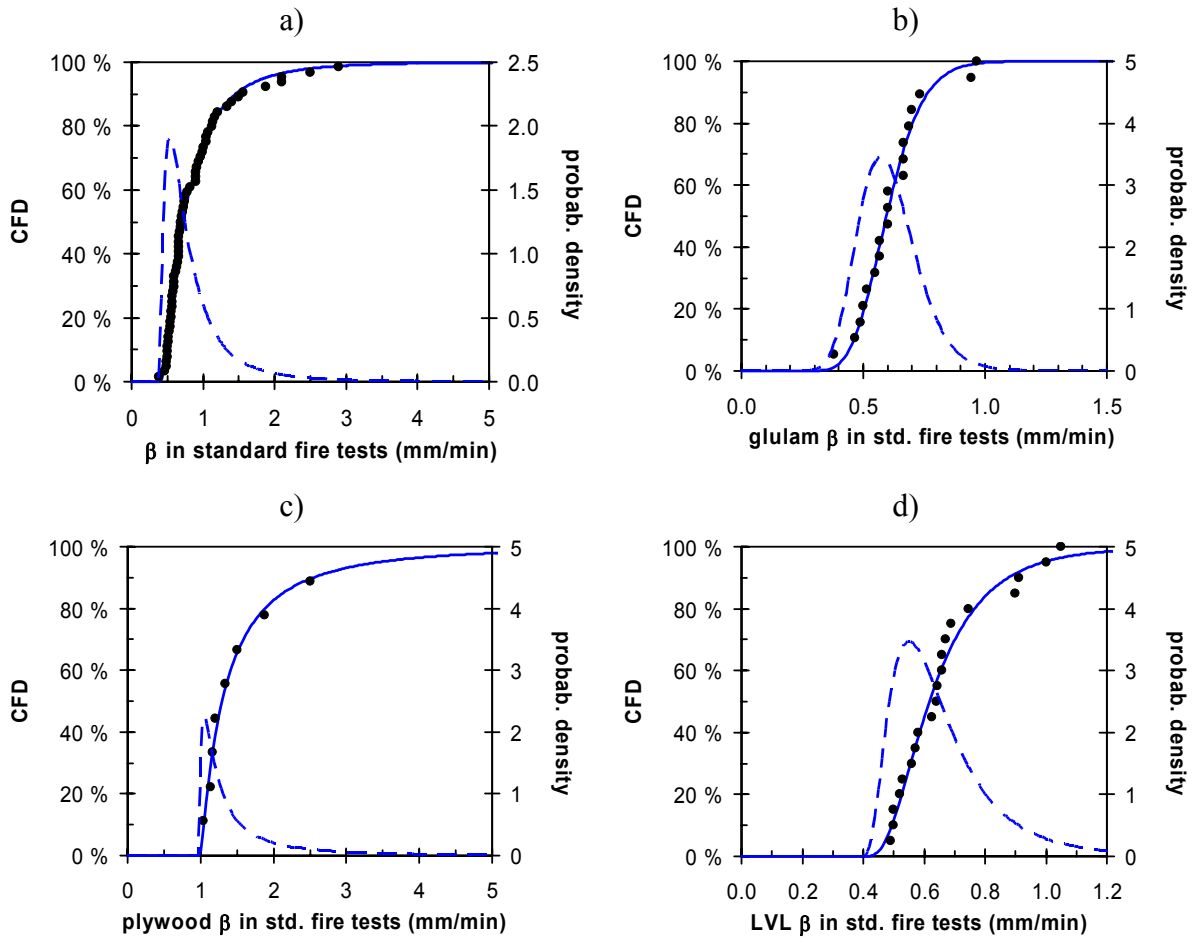 a)
100 %
80 %
60 %
40 %
20 %
0 %
CFD
2.5
2.0
1.5
1.0
0.5
0.0
probab. density
0 1 2 3 4 5
β in standard fire tests (mm/min)
b)
100 %
80 %
60 %
40 %
20 %
0 %
CFD
5
4
3
2
1
0
probab. density
0.0 0.5 1.0 1.5
glulam β in std. fire tests (mm/min)
c)
100 %
80 %
60 %
40 %
20 %
0 %
CFD
5
4
3
2
1
0
probab. density
0 1 2 3 4 5
plywood β in std. fire tests (mm/min)
d)
100 %
80 %
60 %
40 %
20 %
0 %
CFD
5
4
3
2
1
0
probab. density
0.0 0.2 0.4 0.6 0.8 1.0 1.2
LVL β in std. fire tests (mm/min)